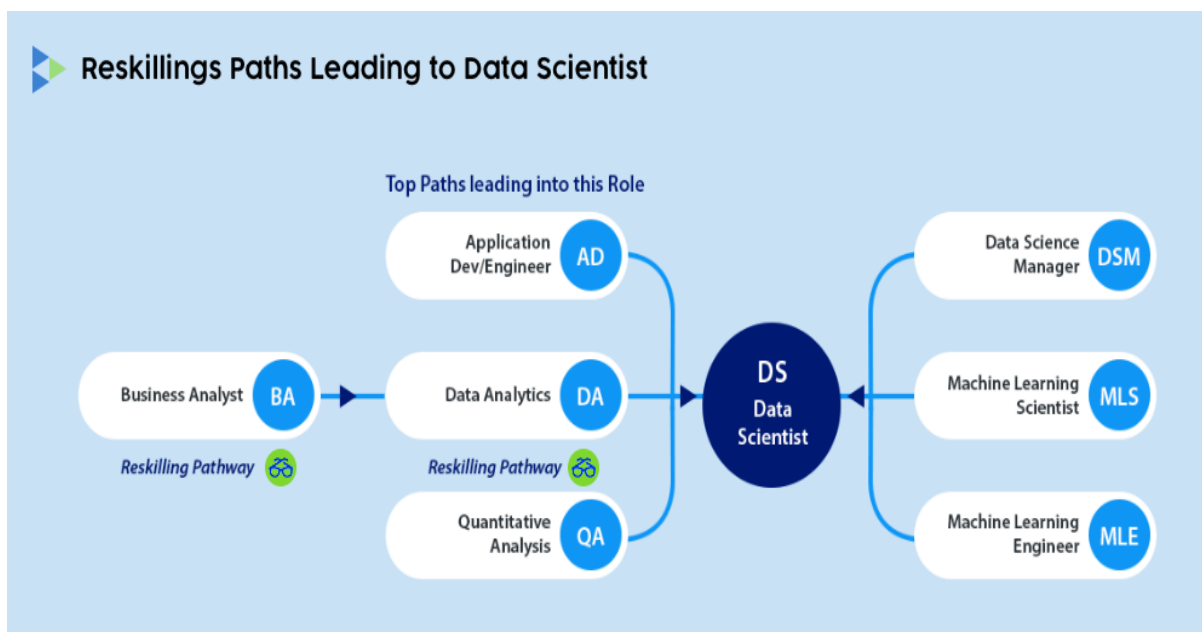 Reskillings Paths Leading to Data Scientist
Top Paths leading into this Role
Application
Dev/Engineer
AD
Data Science
Manager
DSM
Business Analyst
BA
Data Analytics
DA
DS
Data
Scientist
Machine Learning
Scientist
MLS
Reskilling Pathway
Reskilling Pathway
Quantitative
Analysis
QA
Machine Learning
Engineer
MLE